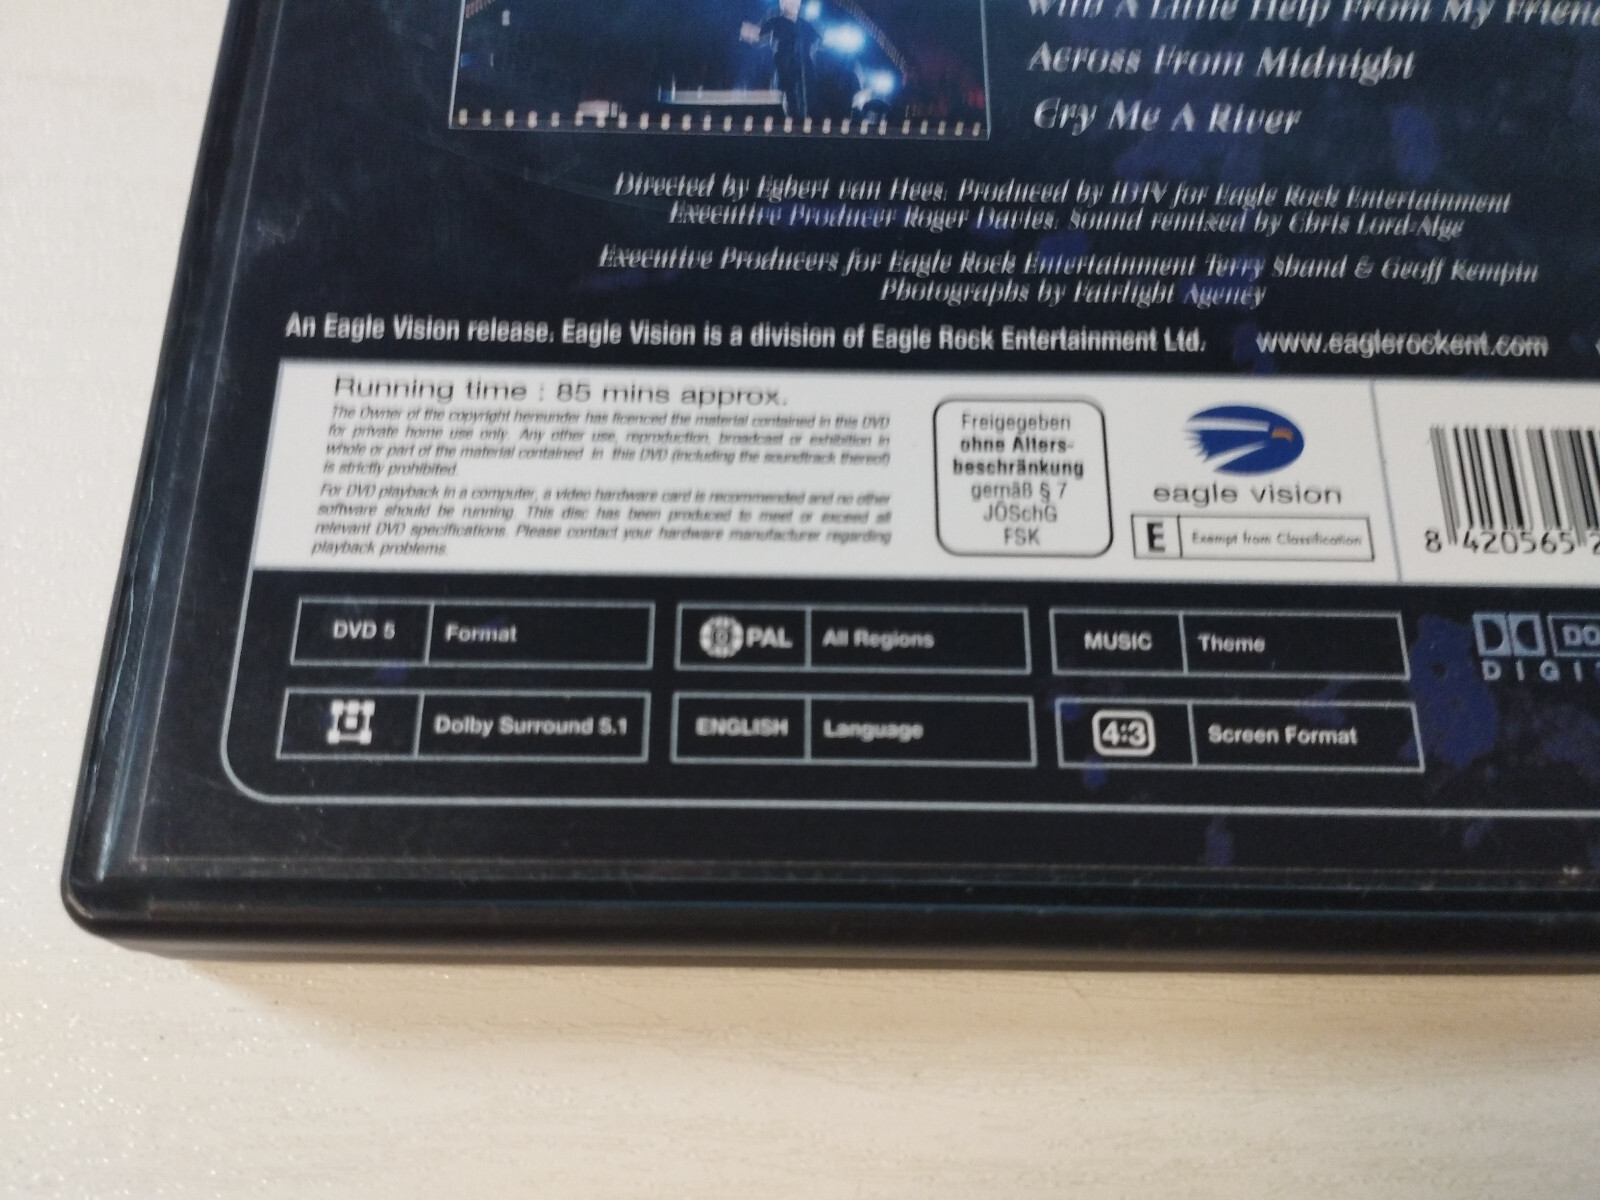 With A Little Help From My
Across From Midnight
Cry Me A River
Directed by Egbert van Hees. Produced by IDTV for Eagle Rock Entertainment
Executive Producer Roger Davies. Sound remixed by Chris Lord-Alge
Executive Producers for Eagle Rock Entertainment Terry Shand & Geoff Kempin
Photographs by Fairlight Agency
An Eagle Vision release. Eagle Vision is a division of Eagle Rock Entertainment Ltd. www.eaglerockent.com
Running time : 85 mins approx.
The Owner of the copyright hereunder has licenced the material contained in this DVD
for private home use only. Any other use, reproduction, broadcast or exhibition in
whole or part of the material contained in this DVD (including the soundtrack thereof)
is strictly prohibited.
For DVD playback in a computer, a video hardware card is recommended and no other
software should be running. This disc has been produced to meet or exceed all
relevant DVD specifications. Please contact your hardware manufacturer regarding
playback problems.
Freigegeben
ohne Alters-
beschränkung
gemäß § 7
JÖSchG
FSK
eagle vision
E Exempt from Classification
8 420565
DVD 5 Format
PAL All Regions
MUSIC Theme
Dolby Surround 5.1
ENGLISH Language
4:3 Screen Format